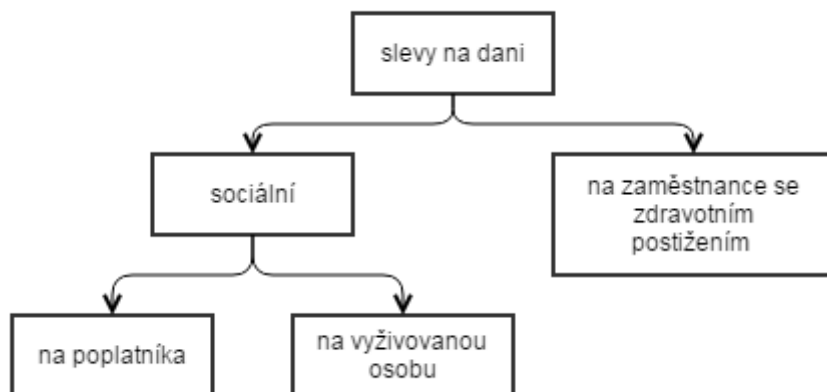 slevy na dani
sociální
na zaměstnance se
zdravotním
postižením
na poplatníka
na vyživovanou
osobu